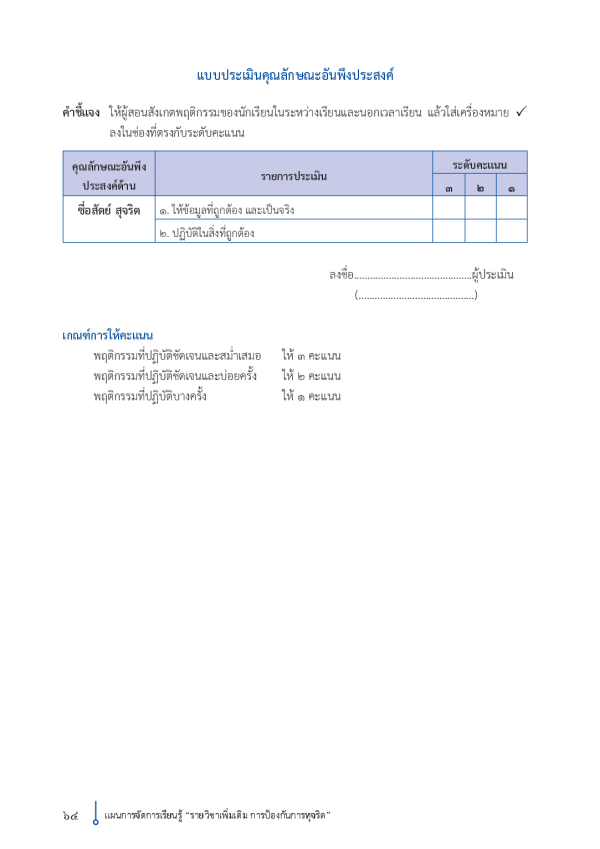 แบบประเมินคุณลักษณะอันพึงประสงค์
คำชี้แจง ให้ผู้สอนสังเกตพฤติกรรมของนักเรียนในระหว่างเรียนและนอกเวลาเรียน แล้วใส่เครื่องหมาย ✓
ลงในช่องที่ตรงกับระดับคะแนน
คุณลักษณะอันพึง
ประสงค์ด้าน
รายการประเมิน
ระดับคะแนน
๓ ๒ ๑
ซื่อสัตย์ สุจริต
๑. ให้ข้อมูลที่ถูกต้อง และเป็นจริง
๒. ปฏิบัติในสิ่งที่ถูกต้อง
ลงชื่อ............................................ผู้ประเมิน
(...........................................)
เกณฑ์การให้คะแนน
พฤติกรรมที่ปฏิบัติชัดเจนและสม่ำเสมอ ให้ ๓ คะแนน
พฤติกรรมที่ปฏิบัติชัดเจนและบ่อยครั้ง ให้ ๒ คะแนน
พฤติกรรมที่ปฏิบัติบางครั้ง ให้ ๑ คะแนน
๖๔ แผนการจัดการเรียนรู้ “รายวิชาเพิ่มเติม การป้องกันการทุจริต”